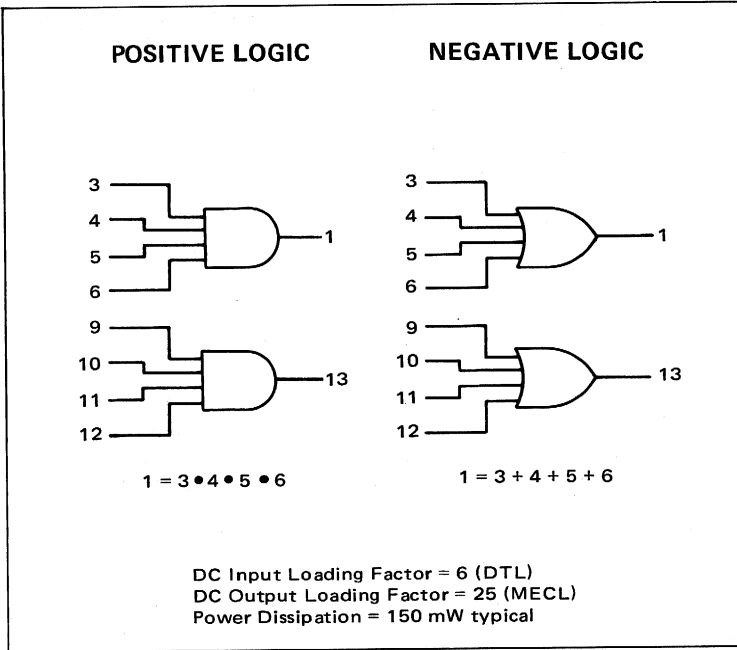 POSITIVE LOGIC
NEGATIVE LOGIC
3
4
5
6
1
9
10
11
12
13
1 = 3 • 4 • 5 • 6
3
4
5
6
1
9
10
11
12
13
1 = 3 + 4 + 5 + 6
DC Input Loading Factor = 6 (DTL)
DC Output Loading Factor = 25 (MECL)
Power Dissipation = 150 mW typical